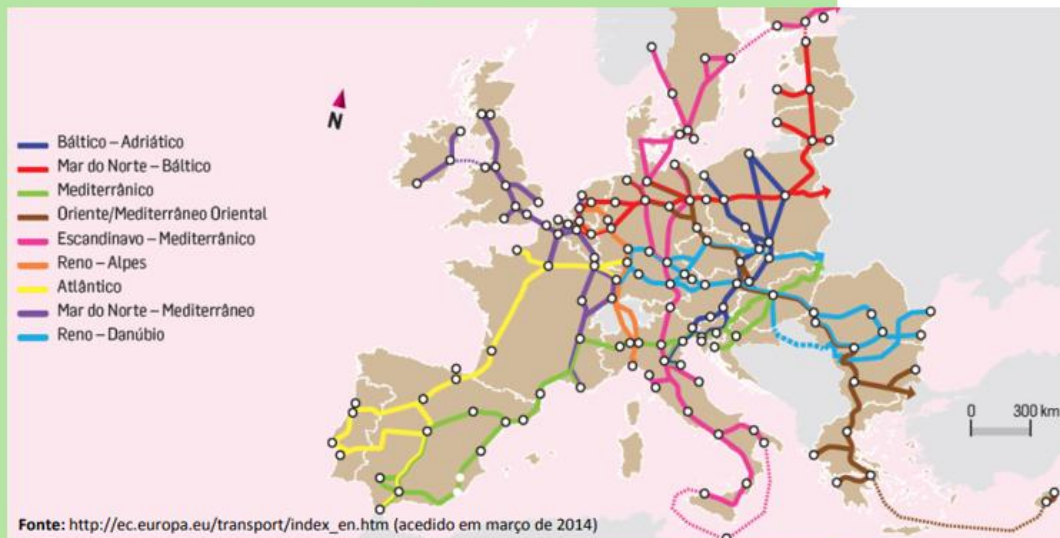 N
Báltico – Adriático
Mar do Norte – Báltico
Mediterrânico
Oriente/Mediterrâneo Oriental
Escandinavo – Mediterrânico
Reno – Alpes
Atlântico
Mar do Norte – Mediterrâneo
Reno – Danúbio
0 300 km
Fonte: http://ec.europa.eu/transport/index_en.htm (acedido em março de 2014)